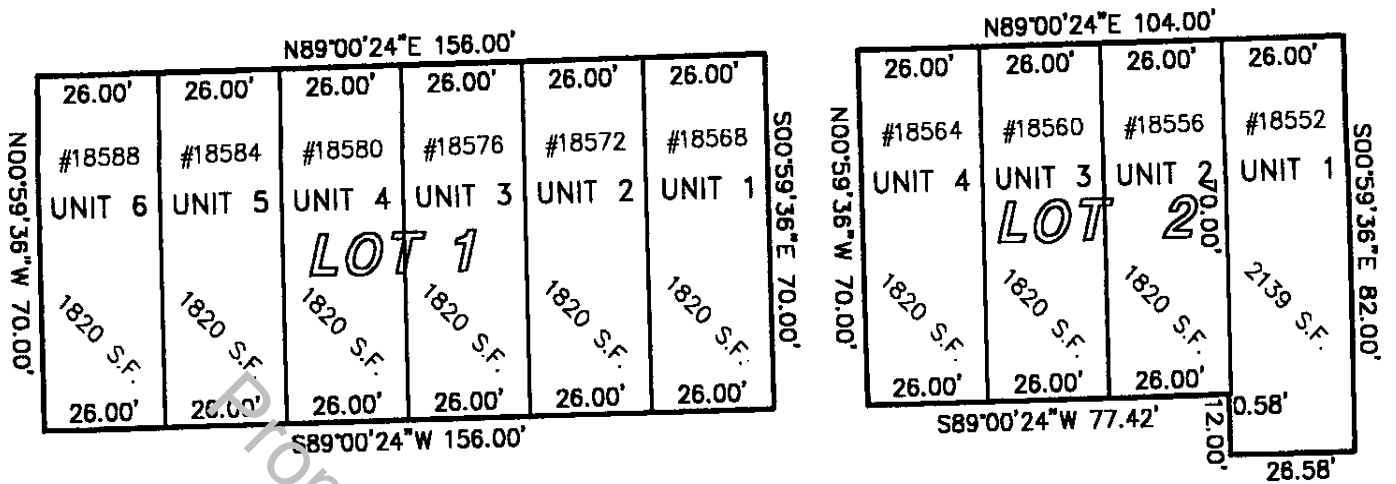 N89°00'24"E 156.00'
26.00' 26.00' 26.00' 26.00' 26.00' 26.00'
#18588 #18584 #18580 #18576 #18572 #18568
UNIT 6 UNIT 5 UNIT 4 UNIT 3 UNIT 2 UNIT 1
N00°59'36"W 70.00'
S00°59'36"E 70.00'
LOT 1
1820 S.F. 1820 S.F. 1820 S.F. 1820 S.F. 1820 S.F. 1820 S.F.
26.00' 26.00' 26.00' 26.00' 26.00' 26.00'
S89°00'24"W 156.00'
N89°00'24"E 104.00'
26.00' 26.00' 26.00' 26.00'
#18564 #18560 #18556 #18552
UNIT 4 UNIT 3 UNIT 2 UNIT 1
N00°59'36"W 70.00'
S00°59'36"E 82.00'
LOT 2
70.00'
1820 S.F. 1820 S.F. 1820 S.F. 2139 S.F.
26.00' 26.00' 26.00'
0.58'
S89°00'24"W 77.42'
12.00'
26.58'